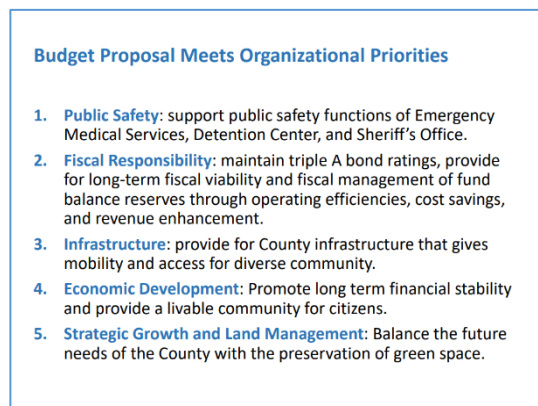 Budget Proposal Meets Organizational Priorities
1. Public Safety: support public safety functions of Emergency
Medical Services, Detention Center, and Sheriff's Office.
2. Fiscal Responsibility: maintain triple A bond ratings, provide
for long-term fiscal viability and fiscal management of fund
balance reserves through operating efficiencies, cost savings,
and revenue enhancement.
3. Infrastructure: provide for County infrastructure that gives
mobility and access for diverse community.
4. Economic Development: Promote long term financial stability
and provide a livable community for citizens.
5. Strategic Growth and Land Management: Balance the future
needs of the County with the preservation of green space.